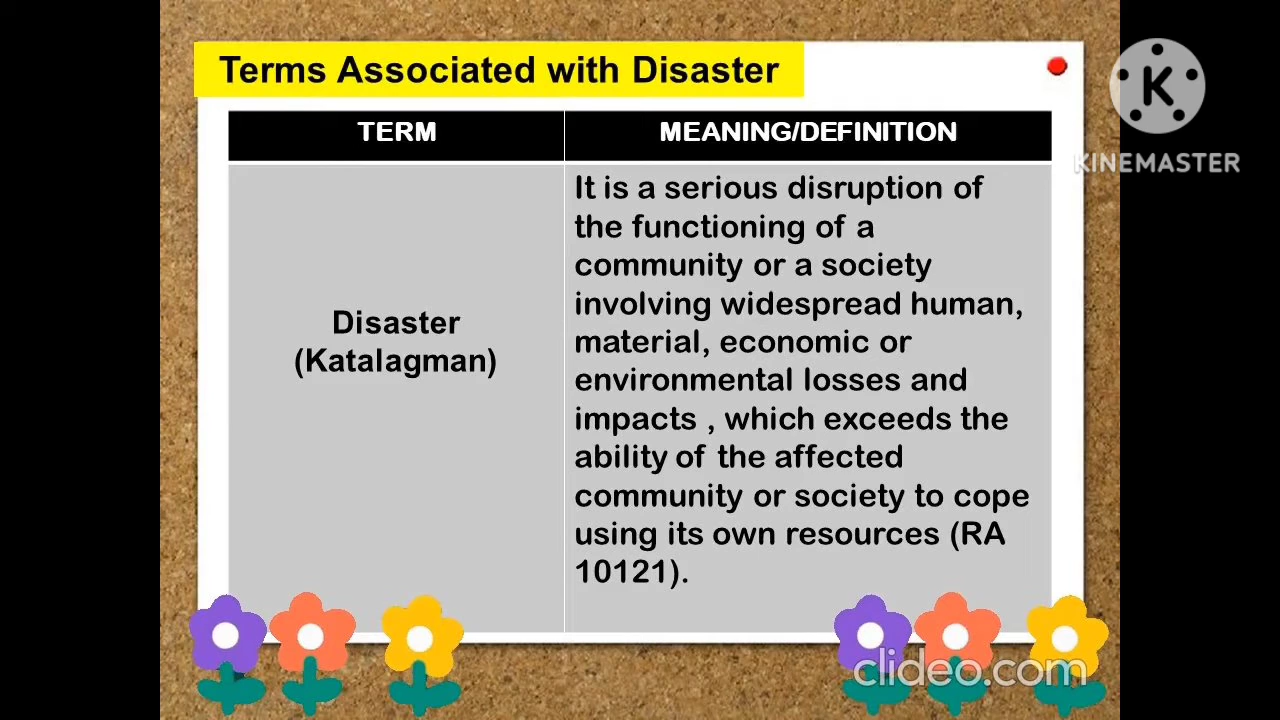 Terms Associated with Disaster
TERM
MEANING/DEFINITION
Disaster
(Katalagman)
It is a serious disruption of
the functioning of a
community or a society
involving widespread human,
material, economic or
environmental losses and
impacts , which exceeds the
ability of the affected
community or society to cope
using its own resources (RA
10121).
K
KINEMASTER
clideo.com